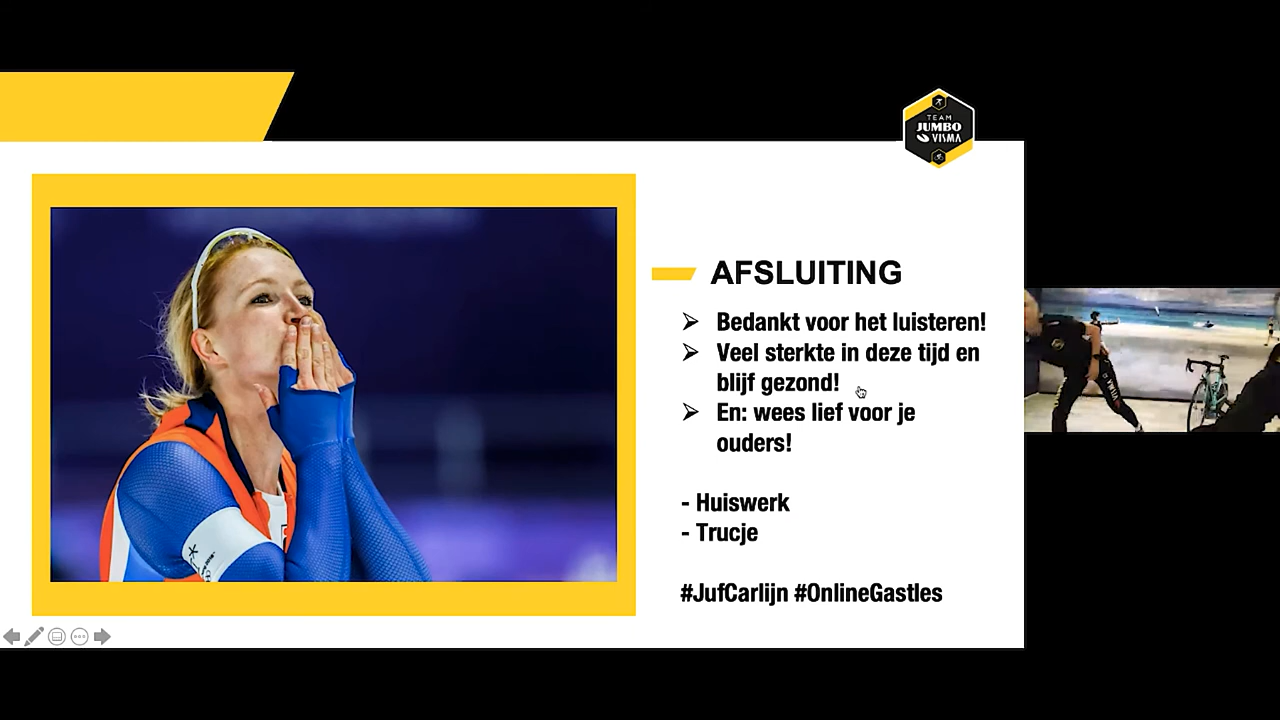 TEAM
JUMBO
VISMA
AFSLUITING
➢ Bedankt voor het luisteren!
➢ Veel sterkte in deze tijd en
blijf gezond!
➢ En: wees lief voor je
ouders!
- Huiswerk
- Trucje
#JufCarlijn #OnlineGastles
VISMA